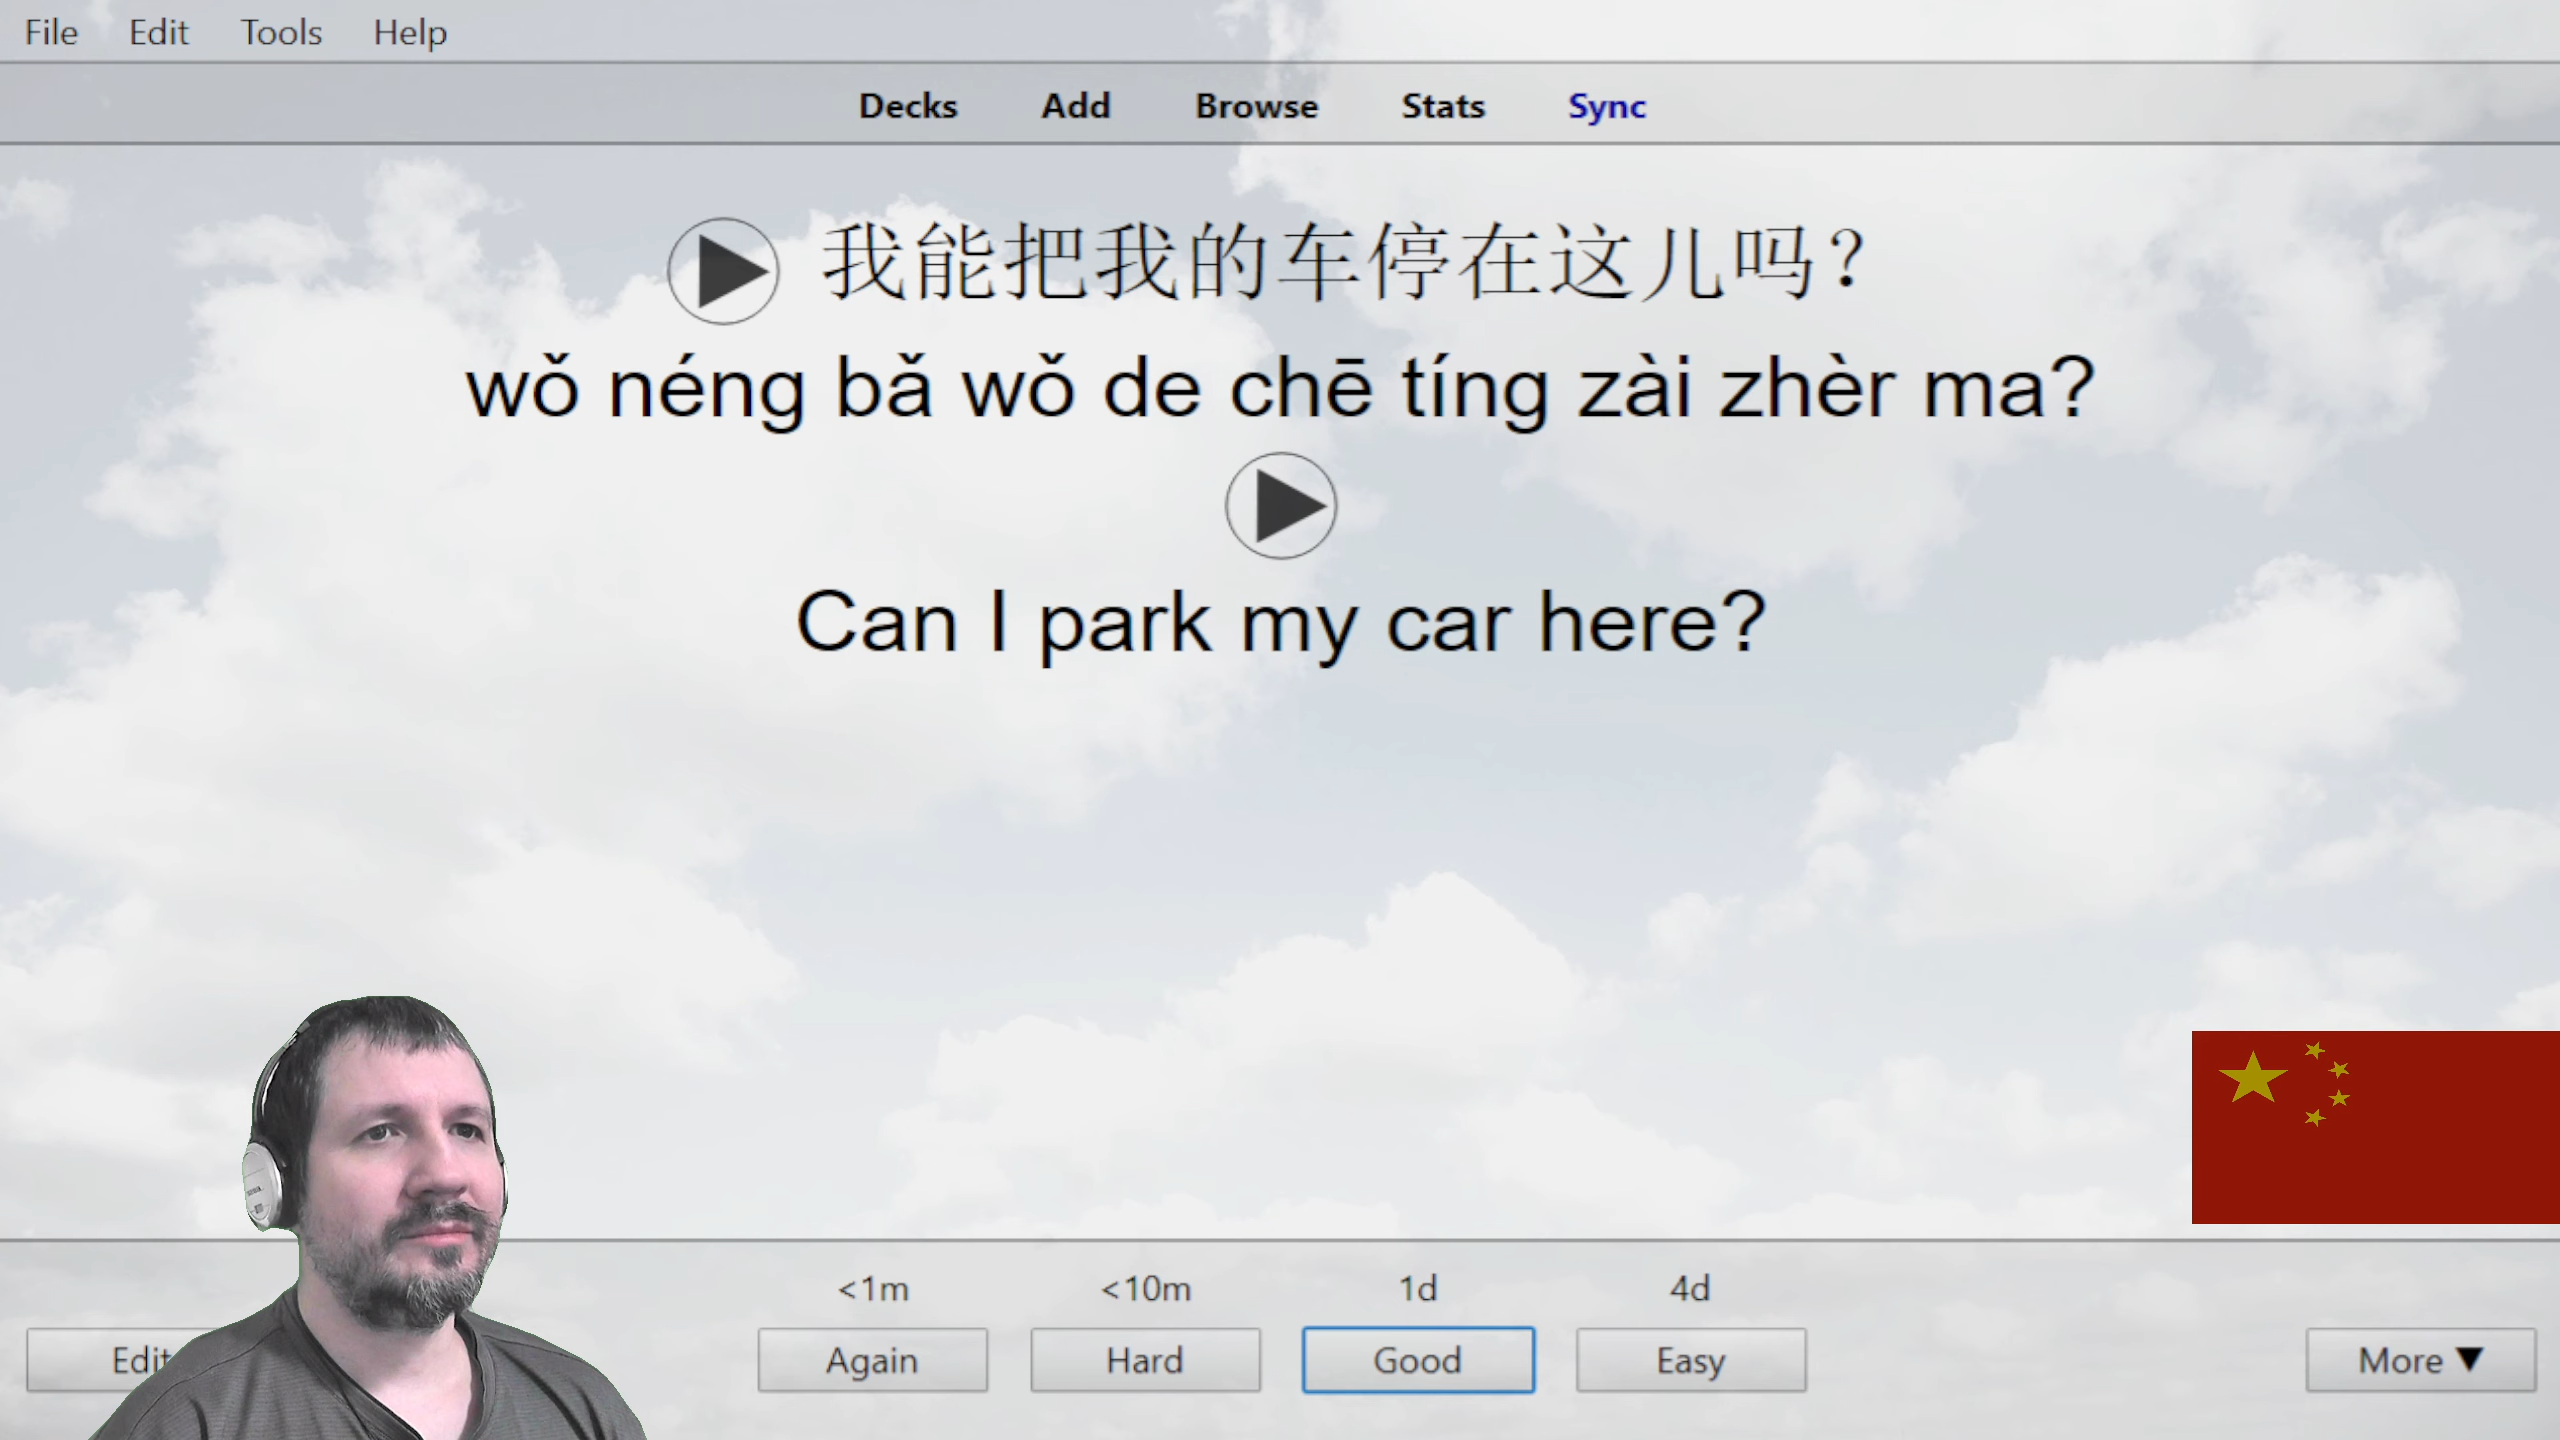 File Edit Tools Help
Decks Add Browse Stats Sync
我能把我的车停在这儿吗？
wǒ néng bǎ wǒ de chē tíng zài zhèr ma?
Can I park my car here?
<1m <10m 1d 4d
Edit Again Hard Good Easy More ▼